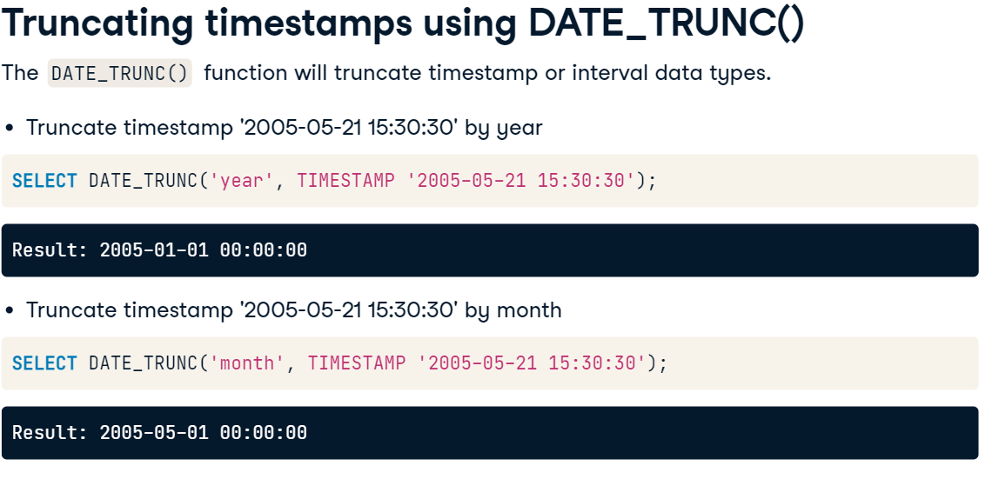 Truncating timestamps using DATE_TRUNC()
The DATE_TRUNC() function will truncate timestamp or interval data types.
• Truncate timestamp '2005-05-21 15:30:30' by year
SELECT DATE_TRUNC('year', TIMESTAMP '2005-05-21 15:30:30');
Result: 2005-01-01 00:00:00
• Truncate timestamp '2005-05-21 15:30:30' by month
SELECT DATE_TRUNC('month', TIMESTAMP '2005-05-21 15:30:30');
Result: 2005-05-01 00:00:00